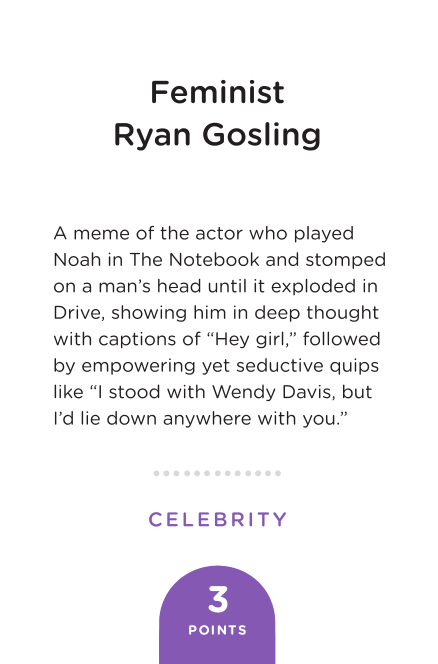 Feminist
Ryan Gosling
A meme of the actor who played
Noah in The Notebook and stomped
on a man’s head until it exploded in
Drive, showing him in deep thought
with captions of “Hey girl,” followed
by empowering yet seductive quips
like “I stood with Wendy Davis, but
I’d lie down anywhere with you.”
CELEBRITY
3
POINTS